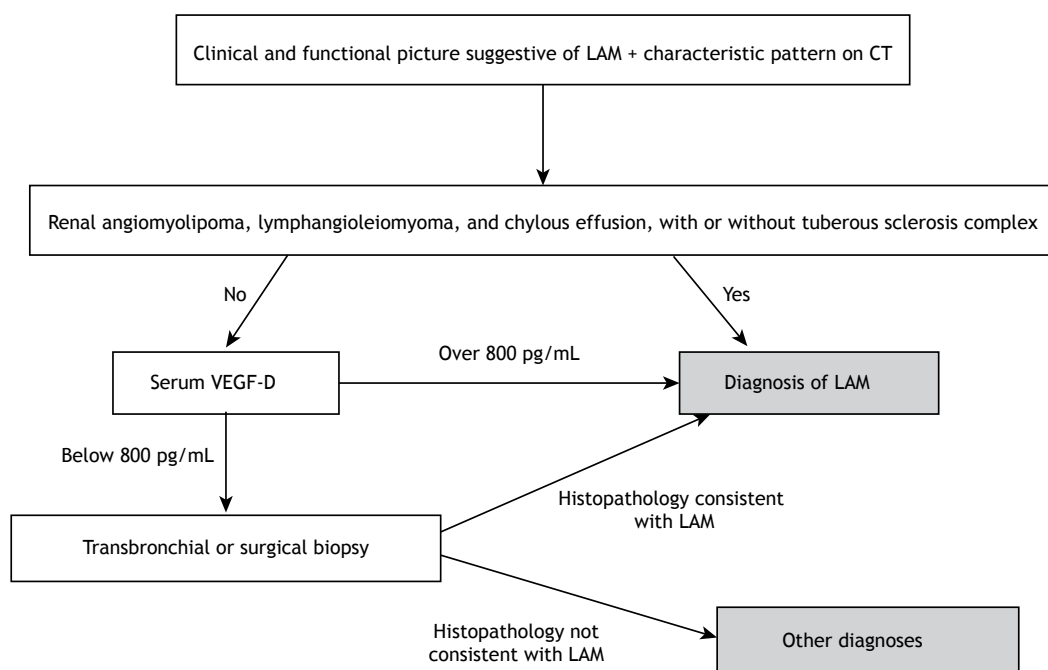 Clinical and functional picture suggestive of LAM + characteristic pattern on CT
Renal angiomyolipoma, lymphangioleiomyoma, and chylous effusion, with or without tuberous sclerosis complex
No
Yes
Over 800 pg/mL
Serum VEGF-D
Diagnosis of LAM
Below 800 pg/mL
Histopathology consistent
with LAM
Transbronchial or surgical biopsy
Histopathology not
consistent with LAM
Other diagnoses